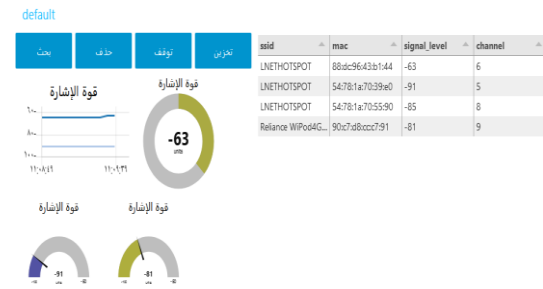 default
بحث
حذف
توقف
تخزين
ssid mac signal_level channel
LNETHOTSPOT 88:dc:96:43:b1:44 -63 6
LNETHOTSPOT 54:78:1a:70:39:e0 -91 5
LNETHOTSPOT 54:78:1a:70:55:90 -85 8
Reliance WiPod4G... 90:c7:d8:ccc7:91 -81 9
قوة الإشارة
قوة الإشارة
-63
units
قوة الإشارة
قوة الإشارة
-91
-81